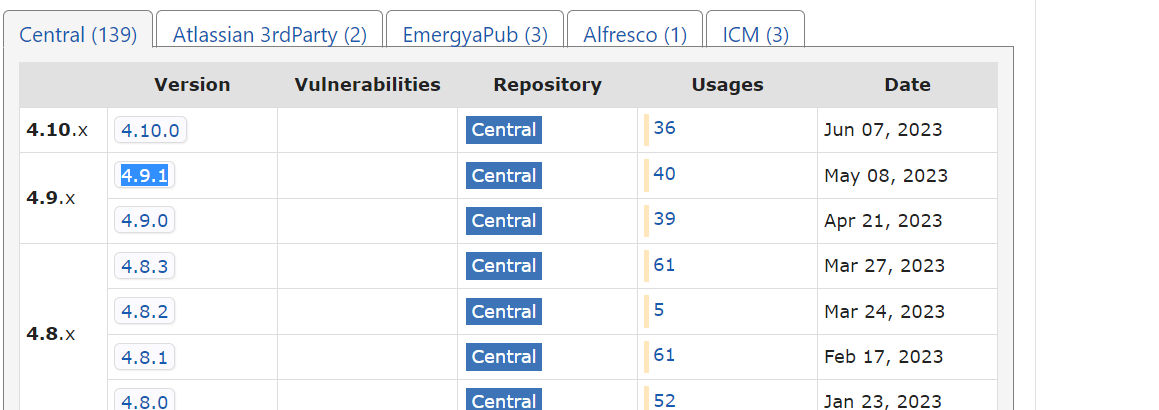 Central (139) Atlassian 3rdParty (2) EmergyaPub (3) Alfresco (1) ICM (3)
Version Vulnerabilities Repository Usages Date
4.10.x 4.10.0 Central 36 Jun 07, 2023
4.9.x 4.9.1 Central 40 May 08, 2023
4.9.0 Central 39 Apr 21, 2023
4.8.x 4.8.3 Central 61 Mar 27, 2023
4.8.2 Central 5 Mar 24, 2023
4.8.1 Central 61 Feb 17, 2023
4.8.0 Central 52 Jan 23, 2023